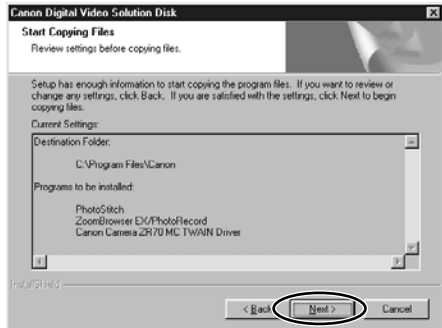 Canon Digital Video Solution Disk
Start Copying Files
Review settings before copying files.
Setup has enough information to start copying the program files. If you want to review or
change any settings, click Back. If you are satisfied with the settings, click Next to begin
copying files.
Current Settings:
Destination Folder:
C:\Program Files\Canon
Programs to be installed:
PhotoStitch
ZoomBrowser EX/PhotoRecord
Canon Camera ZR70 MC TWAIN Driver
InstallShield
< Back
Next >
Cancel